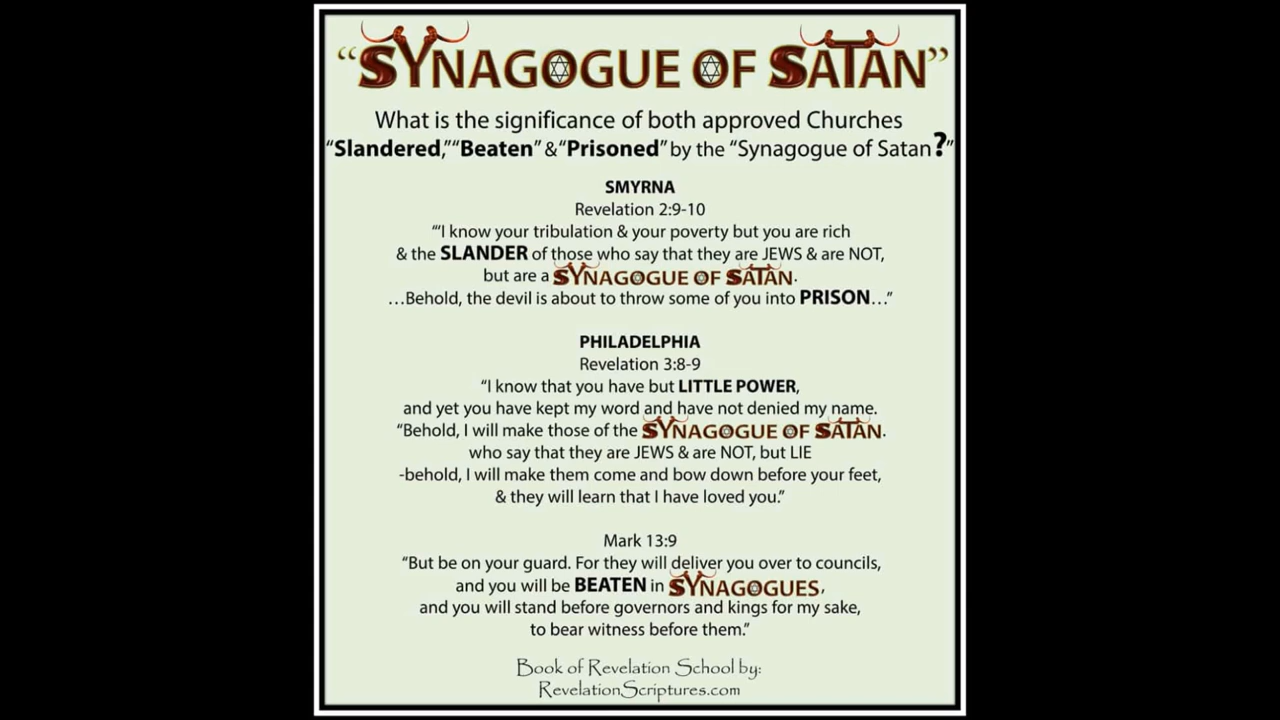 “SYNAGOGUE OF SATAN”
What is the significance of both approved Churches
“Slandered,”“Beaten” & “Prisoned” by the “Synagogue of Satan?”
SMYRNA
Revelation 2:9-10
“‘I know your tribulation & your poverty but you are rich
& the SLANDER of those who say that they are JEWS & are NOT,
but are a SYNAGOGUE OF SATAN.
…Behold, the devil is about to throw some of you into PRISON…”
PHILADELPHIA
Revelation 3:8-9
“I know that you have but LITTLE POWER,
and yet you have kept my word and have not denied my name.
“Behold, I will make those of the SYNAGOGUE OF SATAN.
who say that they are JEWS & are NOT, but LIE
-behold, I will make them come and bow down before your feet,
& they will learn that I have loved you.”
Mark 13:9
“But be on your guard. For they will deliver you over to councils,
and you will be BEATEN in SYNAGOGUES,
and you will stand before governors and kings for my sake,
to bear witness before them.”
Book of Revelation School by:
RevelationScriptures.com